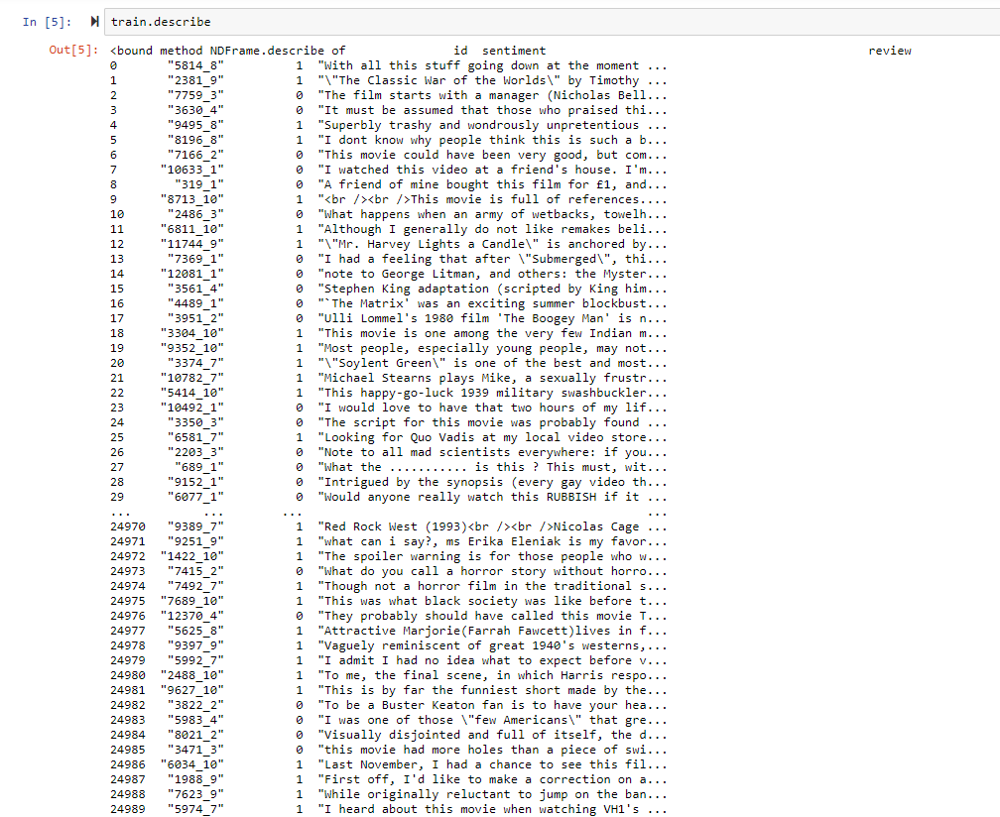 In [5]: train.describe
Out[5]: <bound method NDFrame.describe of id sentiment review
0 "5814_8" 1 "With all this stuff going down at the moment ...
1 "2381_9" 1 "\"The Classic War of the Worlds\" by Timothy ...
2 "7759_3" 0 "The film starts with a manager (Nicholas Bell...
3 "3630_4" 0 "It must be assumed that those who praised thi...
4 "9495_8" 1 "Superbly trashy and wondrously unpretentious ...
5 "8196_8" 1 "I dont know why people think this is such a b...
6 "7166_2" 0 "This movie could have been very good, but com...
7 "10633_1" 0 "I watched this video at a friend's house. I'm...
8 "319_1" 0 "A friend of mine bought this film for £1, and...
9 "8713_10" 1 "<br /><br />This movie is full of references....
10 "2486_3" 0 "What happens when an army of wetbacks, towelh...
11 "6811_10" 1 "Although I generally do not like remakes beli...
12 "11744_9" 1 "\"Mr. Harvey Lights a Candle\" is anchored by...
13 "7369_1" 0 "I had a feeling that after \"Submerged\", thi...
14 "12081_1" 0 "note to George Litman, and others: the Myster...
15 "3561_4" 0 "Stephen King adaptation (scripted by King him...
16 "4489_1" 0 "`The Matrix' was an exciting summer blockbust...
17 "3951_2" 0 "Ulli Lommel's 1980 film 'The Boogey Man' is n...
18 "3304_10" 1 "This movie is one among the very few Indian m...
19 "9352_10" 1 "Most people, especially young people, may not...
20 "3374_7" 1 "\"Soylent Green\" is one of the best and most...
21 "10782_7" 1 "Michael Stearns plays Mike, a sexually frustr...
22 "5414_10" 1 "This happy-go-luck 1939 military swashbuckler...
23 "10492_1" 0 "I would love to have that two hours of my lif...
24 "3350_3" 0 "The script for this movie was probably found ...
25 "6581_7" 1 "Looking for Quo Vadis at my local video store...
26 "2203_3" 0 "Note to all mad scientists everywhere: if you...
27 "689_1" 0 "What the ........... is this ? This must, wit...
28 "9152_1" 0 "Intrigued by the synopsis (every gay video th...
29 "6077_1" 0 "Would anyone really watch this RUBBISH if it ...
... ... ... ...
24970 "9389_7" 1 "Red Rock West (1993)<br /><br />Nicolas Cage ...
24971 "9251_9" 1 "what can i say?, ms Erika Eleniak is my favor...
24972 "1422_10" 1 "The spoiler warning is for those people who w...
24973 "7415_2" 0 "What do you call a horror story without horro...
24974 "7492_7" 1 "Though not a horror film in the traditional s...
24975 "7689_10" 1 "This was what black society was like before t...
24976 "12370_4" 0 "They probably should have called this movie T...
24977 "5625_8" 1 "Attractive Marjorie(Farrah Fawcett)lives in f...
24978 "9397_9" 1 "Vaguely reminiscent of great 1940's westerns,...
24979 "5992_7" 1 "I admit I had no idea what to expect before v...
24980 "2488_10" 1 "To me, the final scene, in which Harris respo...
24981 "9627_10" 1 "This is by far the funniest short made by the...
24982 "3822_2" 0 "To be a Buster Keaton fan is to have your hea...
24983 "5983_4" 0 "I was one of those \"few Americans\" that gre...
24984 "8021_2" 0 "Visually disjointed and full of itself, the d...
24985 "3471_3" 0 "this movie had more holes than a piece of swi...
24986 "6034_10" 1 "Last November, I had a chance to see this fil...
24987 "1988_9" 1 "First off, I'd like to make a correction on a...
24988 "7623_9" 1 "While originally reluctant to jump on the ban...
24989 "5974_7" 1 "I heard about this movie when watching VH1's ...